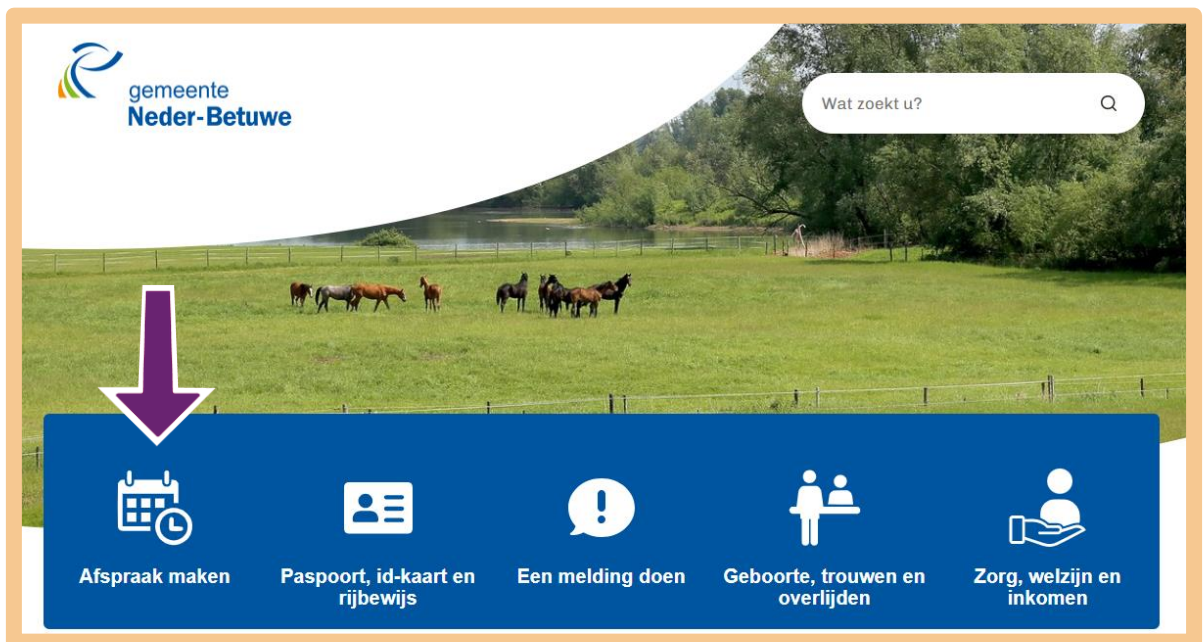 gemeente
Neder-Betuwe
Wat zoekt u?
Afspraak maken
Paspoort, id-kaart en
rijbewijs
Een melding doen
Geboorte, trouwen en
overlijden
Zorg, welzijn en
inkomen